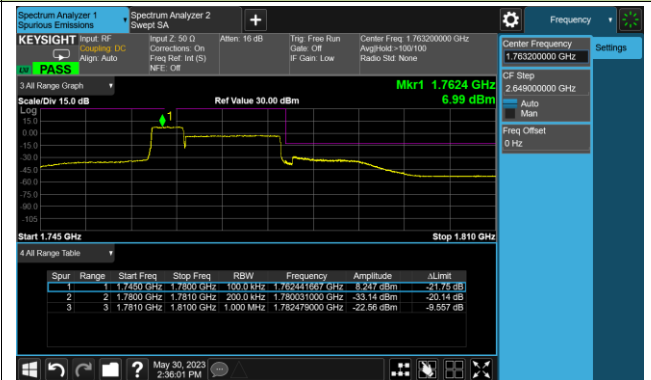 Spectrum Analyzer 1
Spurious Emissions
Spectrum Analyzer 2
Swept SA
Frequency
KEYSIGHT
Input: RF
Coupling: DC
Align: Auto
Input Z: 50 Ω
Corrections: On
Freq Ref: Int (S)
NFE: Off
Atten: 16 dB
Trig: Free Run
Gate: Off
IF Gain: Low
Center Freq: 1.763200000 GHz
Avg|Hold:>100/100
Radio Std: None
PASS
Center Frequency
1.763200000 GHz
Settings
CF Step
2.649000000 GHz
Auto
Man
Freq Offset
0 Hz
3 All Range Graph
Mkr1 1.7624 GHz
Scale/Div 15.0 dB
Ref Value 30.00 dBm
6.99 dBm
Log
15.0
0.00
-15.0
-30.0
-45.0
-60.0
-75.0
-90.0
-105
1
Start 1.745 GHz
Stop 1.810 GHz
4 All Range Table
Spur Range Start Freq Stop Freq RBW Frequency Amplitude ΔLimit
1 1 1.7450 GHz 1.7800 GHz 100.0 kHz 1.762441667 GHz 8.247 dBm -21.75 dB
2 2 1.7800 GHz 1.7810 GHz 200.0 kHz 1.780031000 GHz -33.14 dBm -20.14 dB
3 3 1.7810 GHz 1.8100 GHz 1.000 MHz 1.782479000 GHz -22.56 dBm -9.557 dB
May 30, 2023
2:36:01 PM